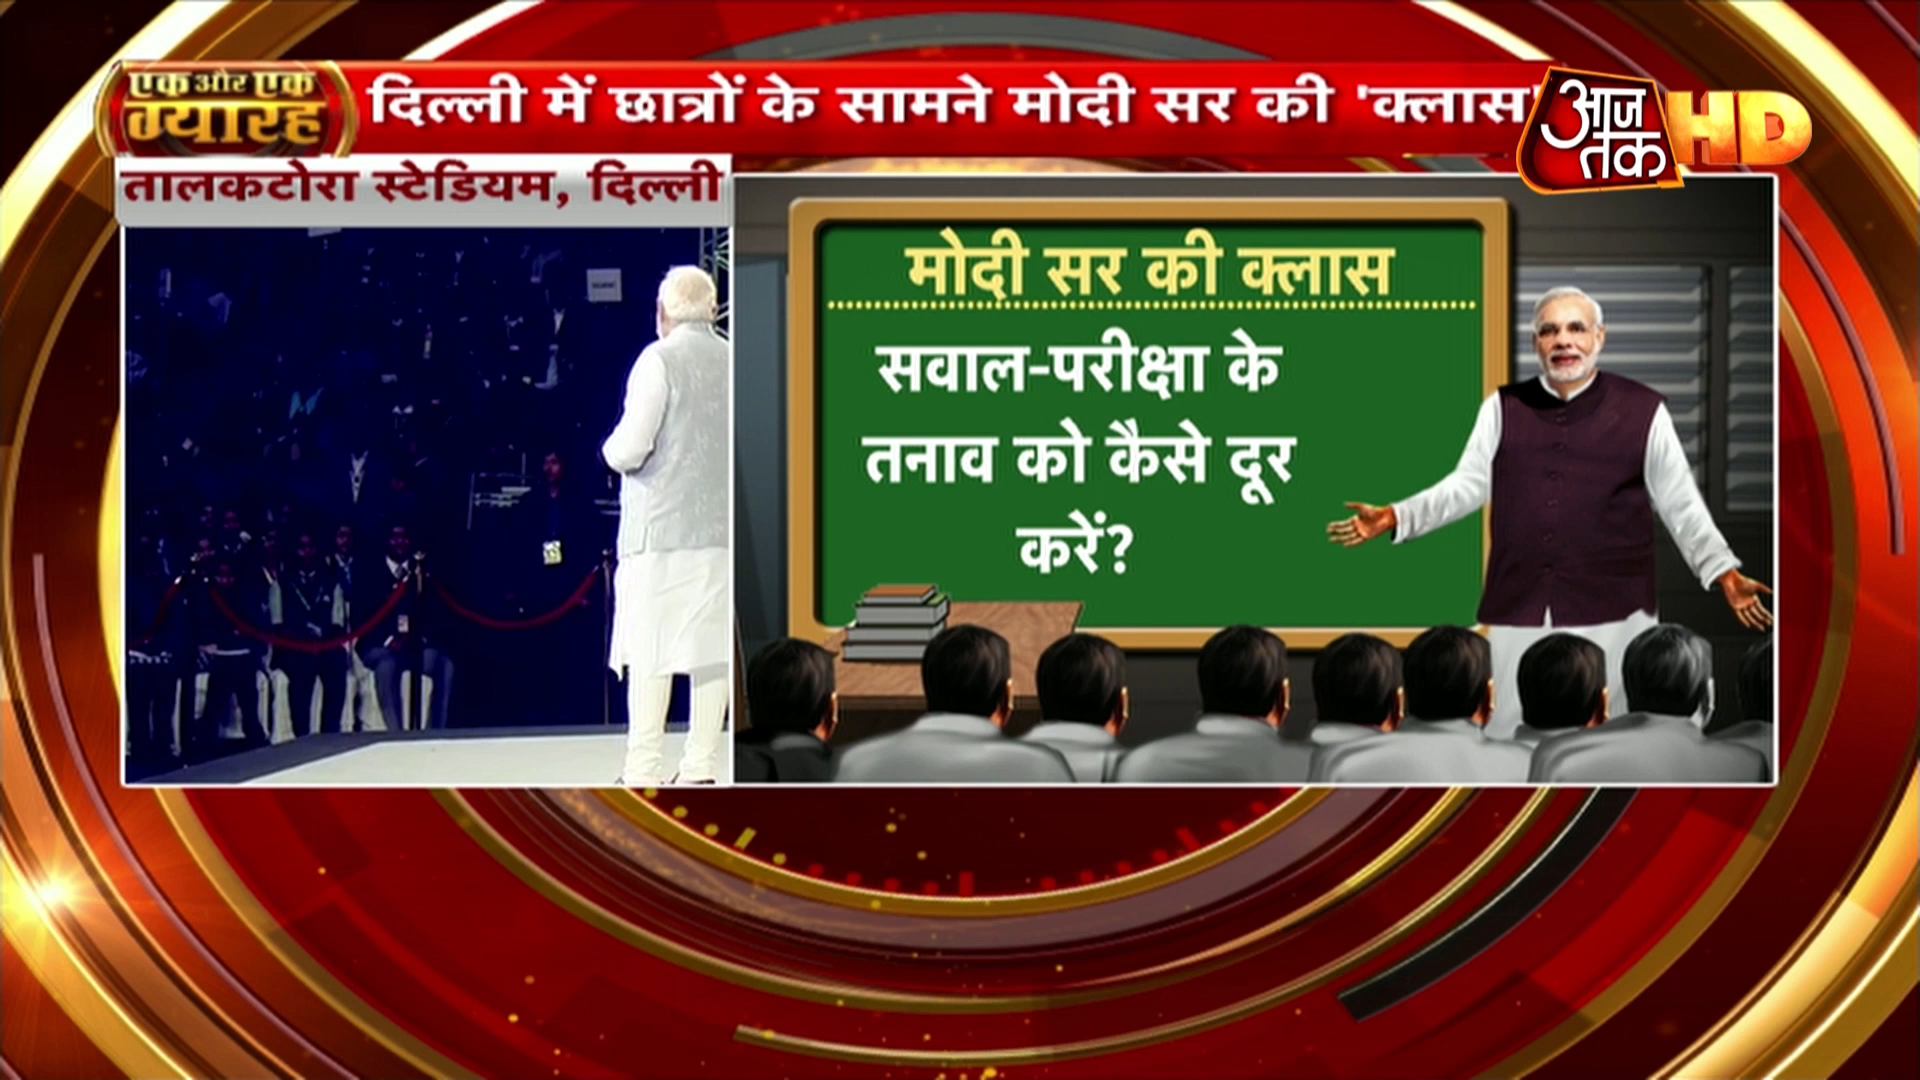 एक और एक
ग्यारह
दिल्ली में छात्रों के सामने मोदी सर की 'क्लास'
आज
तक
HD
तालकटोरा स्टेडियम, दिल्ली
मोदी सर की क्लास
सवाल-परीक्षा के
तनाव को कैसे दूर
करें?